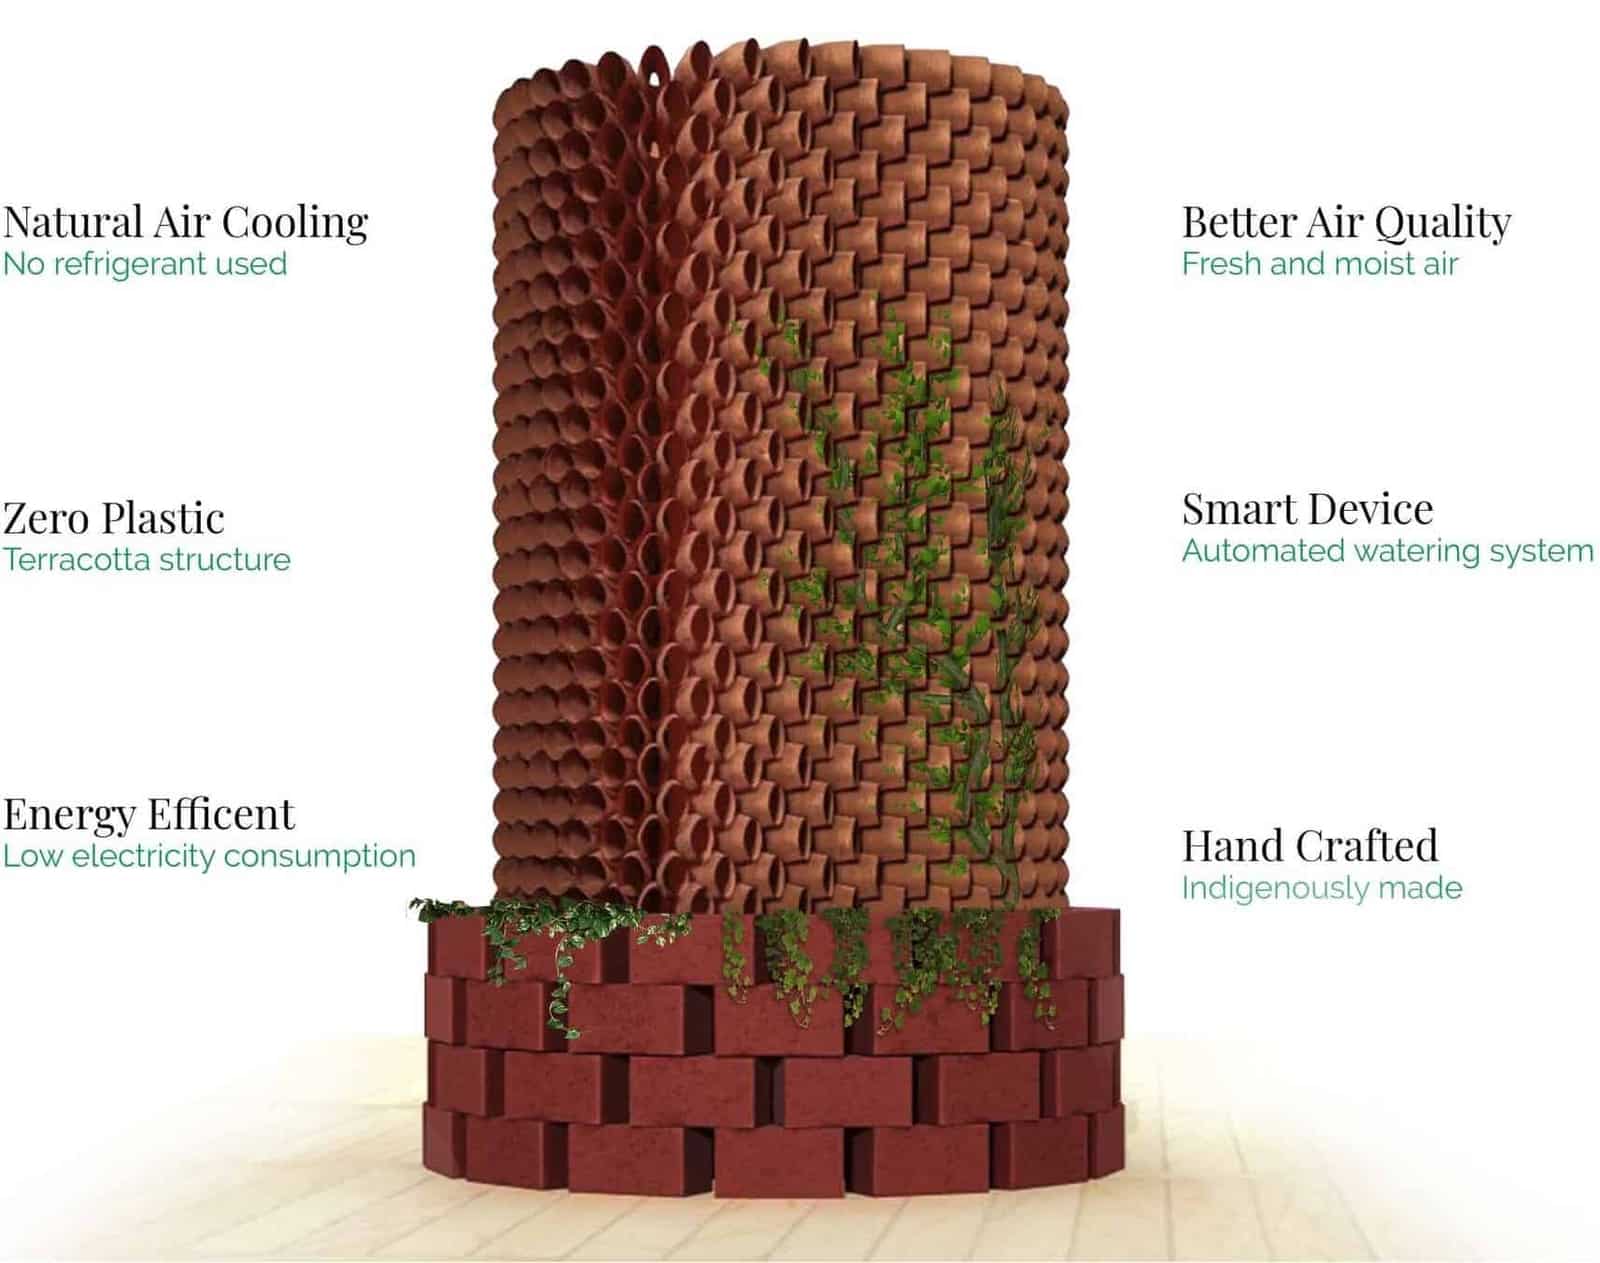 Natural Air Cooling
No refrigerant used
Zero Plastic
Terracotta structure
Energy Efficent
Low electricity consumption
Better Air Quality
Fresh and moist air
Smart Device
Automated watering system
Hand Crafted
Indigenously made